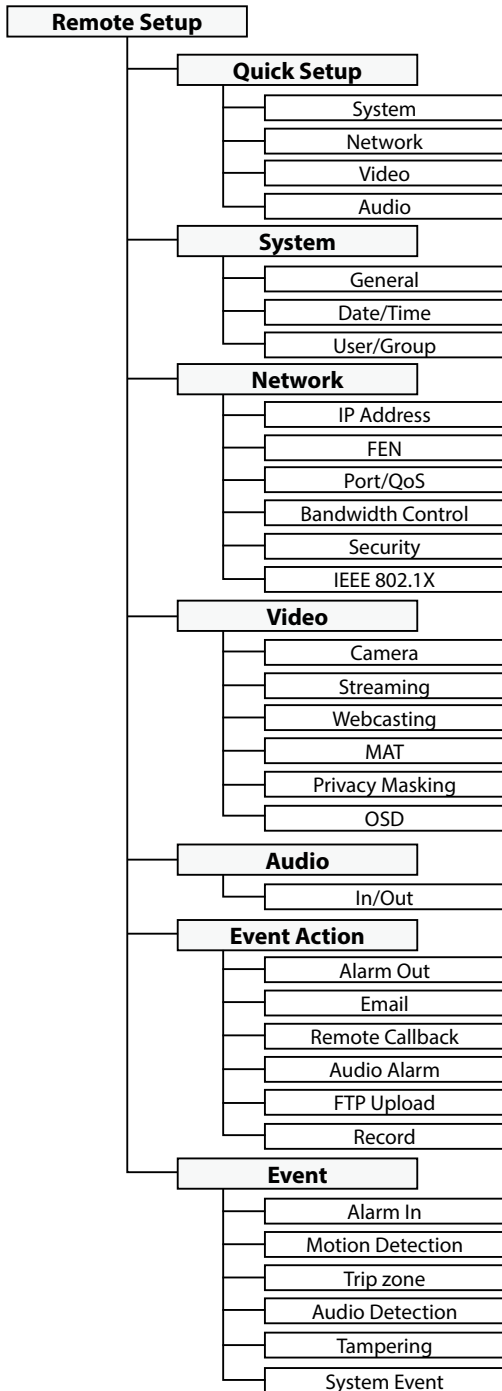 Remote Setup
Quick Setup
System
Network
Video
Audio
System
General
Date/Time
User/Group
Network
IP Address
FEN
Port/QoS
Bandwidth Control
Security
IEEE 802.1X
Video
Camera
Streaming
Webcasting
MAT
Privacy Masking
OSD
Audio
In/Out
Event Action
Alarm Out
Email
Remote Callback
Audio Alarm
FTP Upload
Record
Event
Alarm In
Motion Detection
Trip zone
Audio Detection
Tampering
System Event